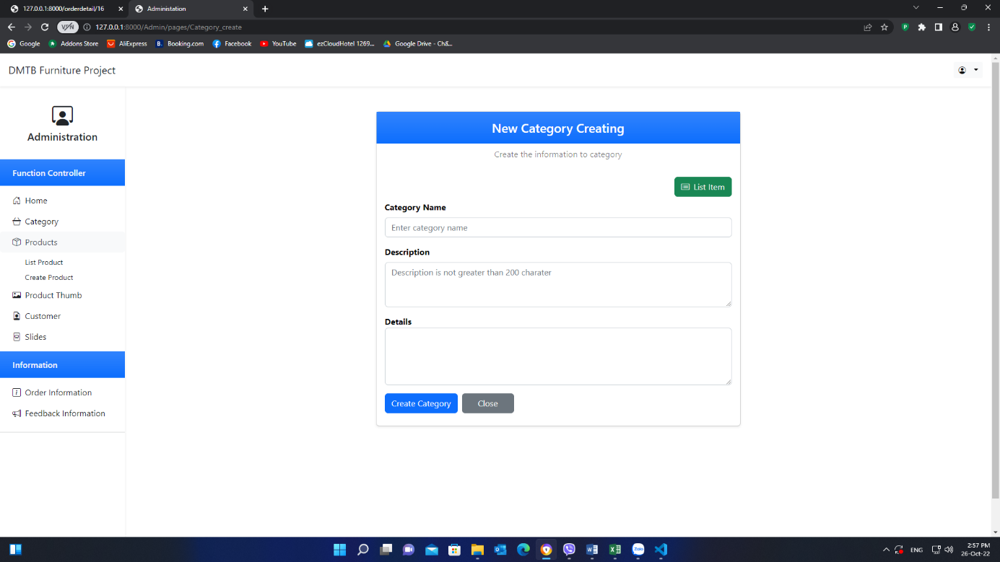 127.0.0.1:8000/orderdetail/16
Administation
VPN
127.0.0.1:8000/Admin/pages/Category_create
Google
Addons Store
AliExpress
Booking.com
Facebook
YouTube
ezCloudHotel 1269...
Google Drive - Chấ...
DMTB Furniture Project
Administration
Function Controller
Home
Category
Products
List Product
Create Product
Product Thumb
Customer
Slides
Information
Order Information
Feedback Information
New Category Creating
Create the information to category
List Item
Category Name
Enter category name
Description
Description is not greater than 200 charater
Details
Create Category
Close
Zalo
ENG
2:57 PM
26-Oct-22